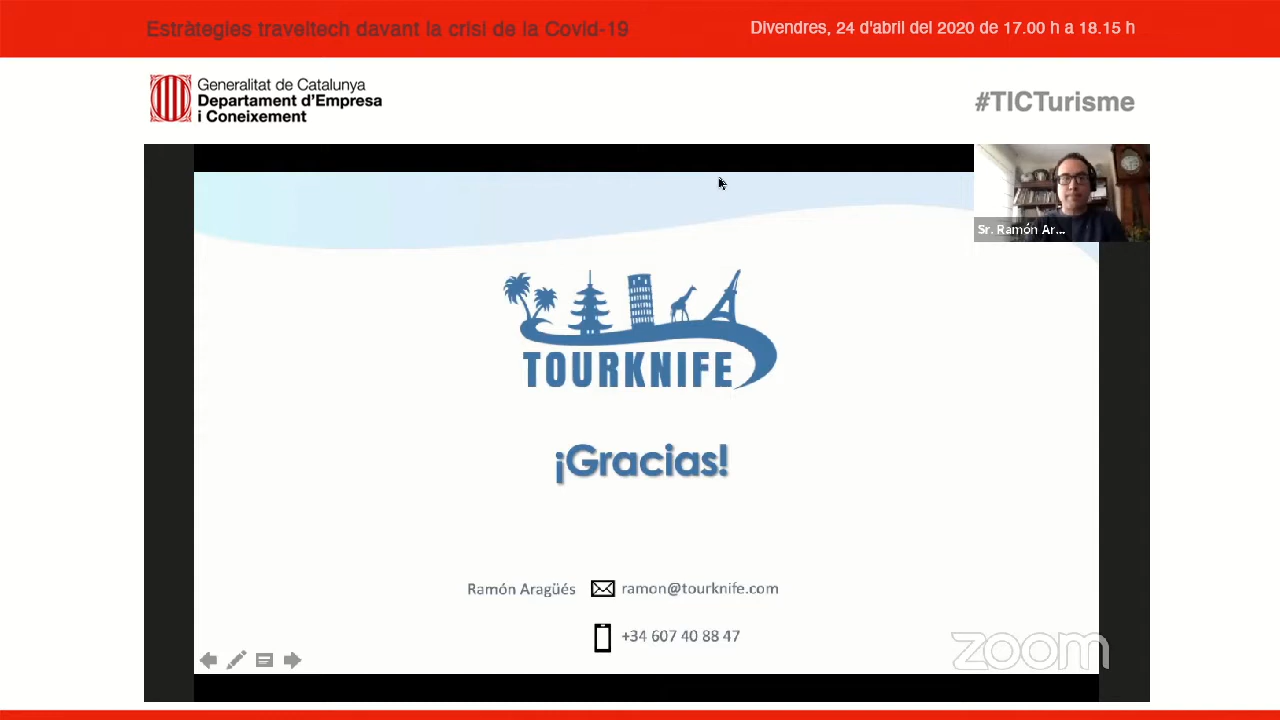 Estràtegies traveltech davant la crisi de la Covid-19
Divendres, 24 d'abril del 2020 de 17.00 h a 18.15 h
Generalitat de Catalunya
Departament d'Empresa
i Coneixement
#TICTurisme
Sr. Ramón Ar...
TOURKNIFE
¡Gracias!
Ramón Aragüés
ramon@tourknife.com
+34 607 40 88 47
zoom